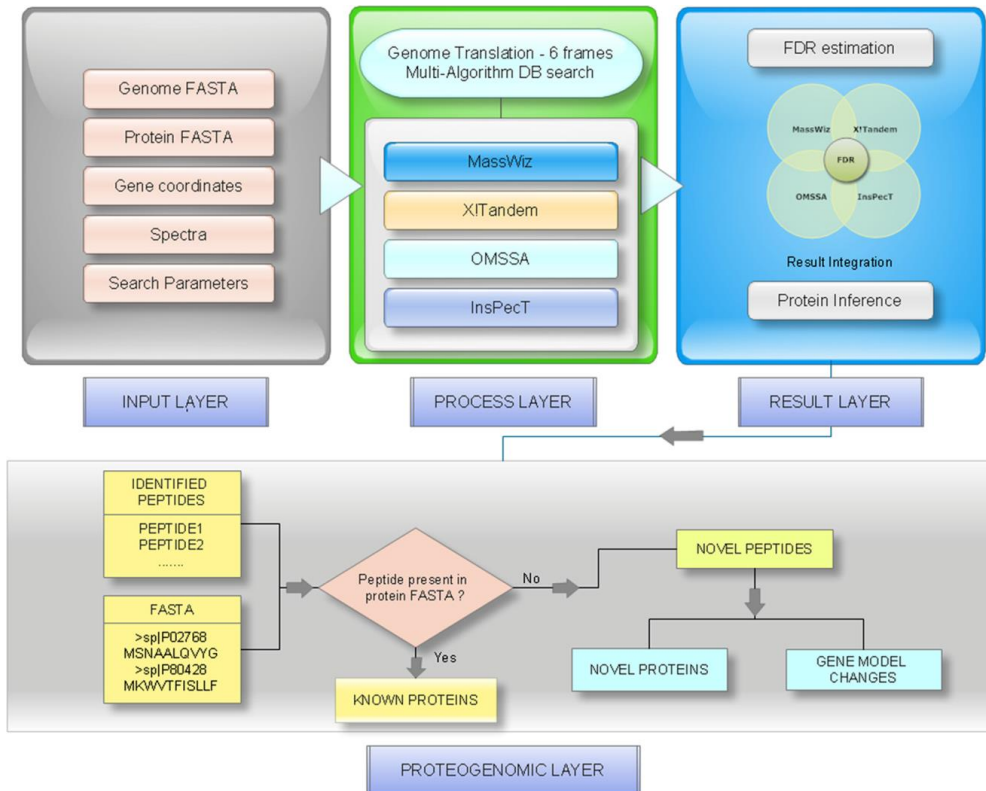 Genome FASTA
Protein FASTA
Gene coordinates
Spectra
Search Parameters
INPUT LAYER
Genome Translation - 6 frames
Multi-Algorithm DB search
MassWiz
X!Tandem
OMSSA
InsPecT
PROCESS LAYER
FDR estimation
MassWiz
X!Tandem
FDR
OMSSA
InsPecT
Result Integration
Protein Inference
RESULT LAYER
IDENTIFIED
PEPTIDES
PEPTIDE1
PEPTIDE2
.......
FASTA
>sp|P02768
MSNAALQVYG
>sp|P80428
MKWVTFISLLF
Peptide present in
protein FASTA ?
No
Yes
KNOWN PROTEINS
NOVEL PEPTIDES
NOVEL PROTEINS
GENE MODEL
CHANGES
PROTEOGENOMIC LAYER